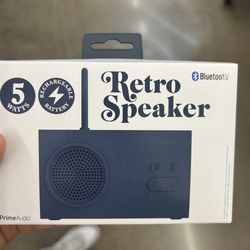 5
WATTS
RECHARGEABLE
BATTERY
Retro
Speaker
Bluetooth
PrimeAudio